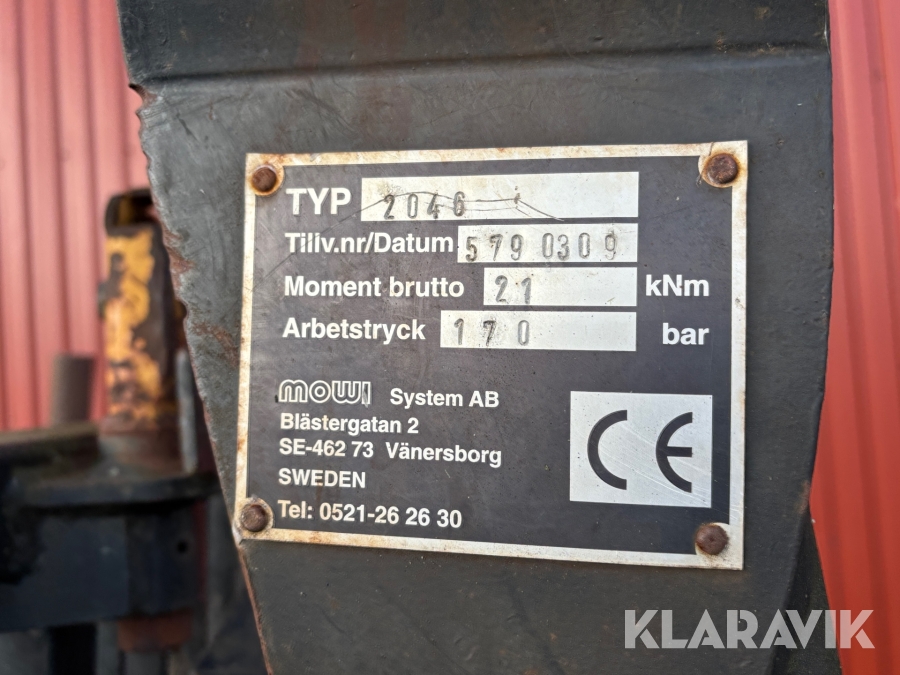 TYP 2046
Tillv.nr/Datum 579 0309
Moment brutto 21 kNm
Arbetstryck 170 bar
mowi System AB
Blästergatan 2
SE-462 73 Vänersborg
SWEDEN
Tel: 0521-26 26 30
CE
KLARAVIK